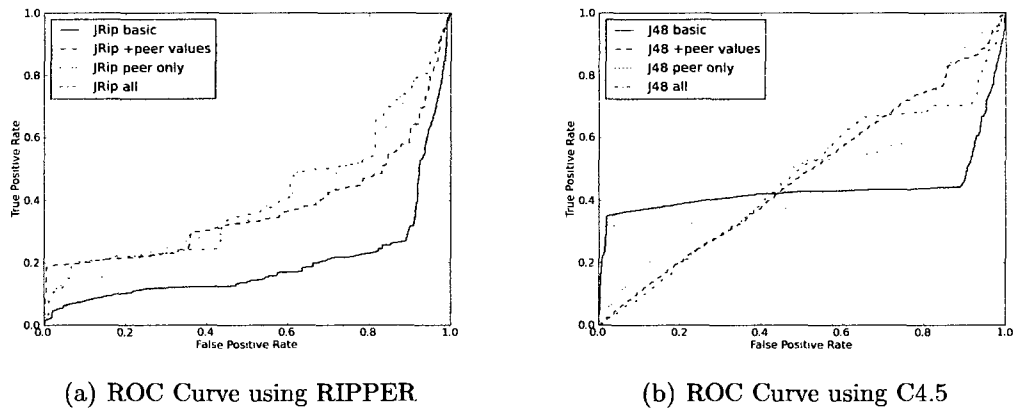 JRip basic
JRip +peer values
JRip peer only
JRip all
1.0
0.8
0.6
0.4
0.2
0.0
True Positive Rate
0.0 0.2 0.4 0.6 0.8 1.0
False Positive Rate
(a) ROC Curve using RIPPER
J48 basic
J48 +peer values
J48 peer only
J48 all
1.0
0.8
0.6
0.4
0.2
0.0
True Positive Rate
0.0 0.2 0.4 0.6 0.8 1.0
False Positive Rate
(b) ROC Curve using C4.5